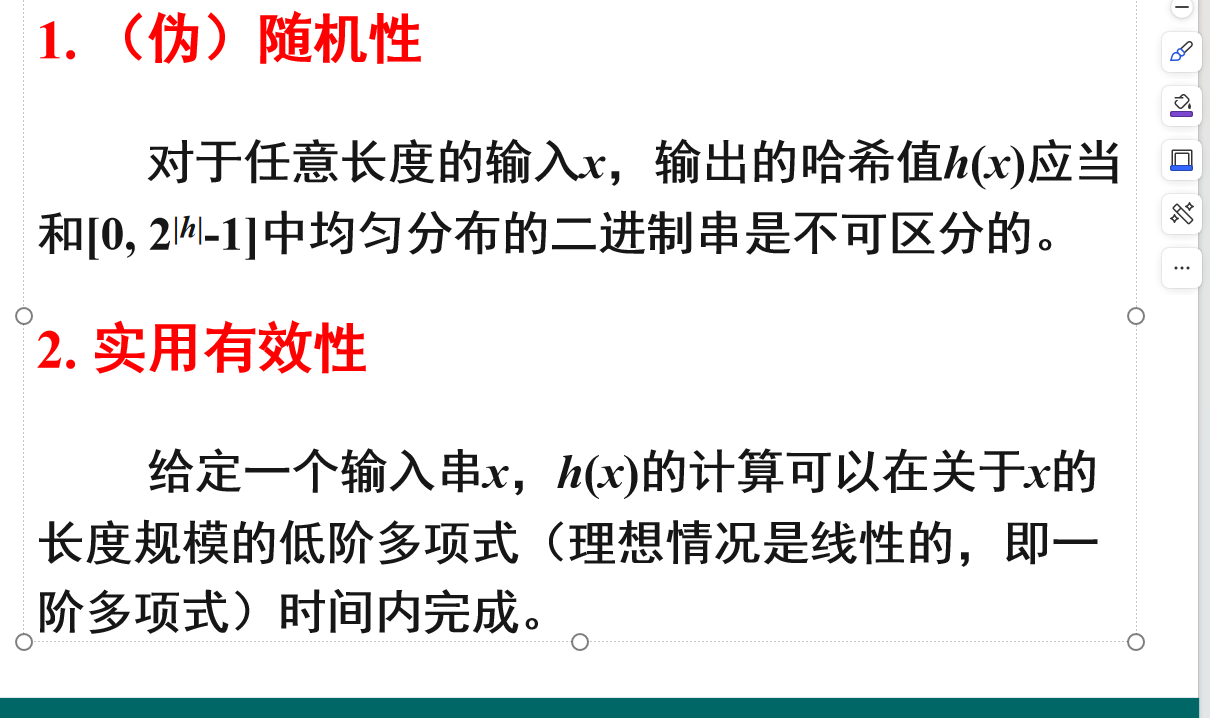 1. （伪）随机性
对于任意长度的输入x，输出的哈希值h(x)应当
和[0, 2|h|-1]中均匀分布的二进制串是不可区分的。
2. 实用有效性
给定一个输入串x，h(x)的计算可以在关于x的
长度规模的低阶多项式（理想情况是线性的，即一
阶多项式）时间内完成。